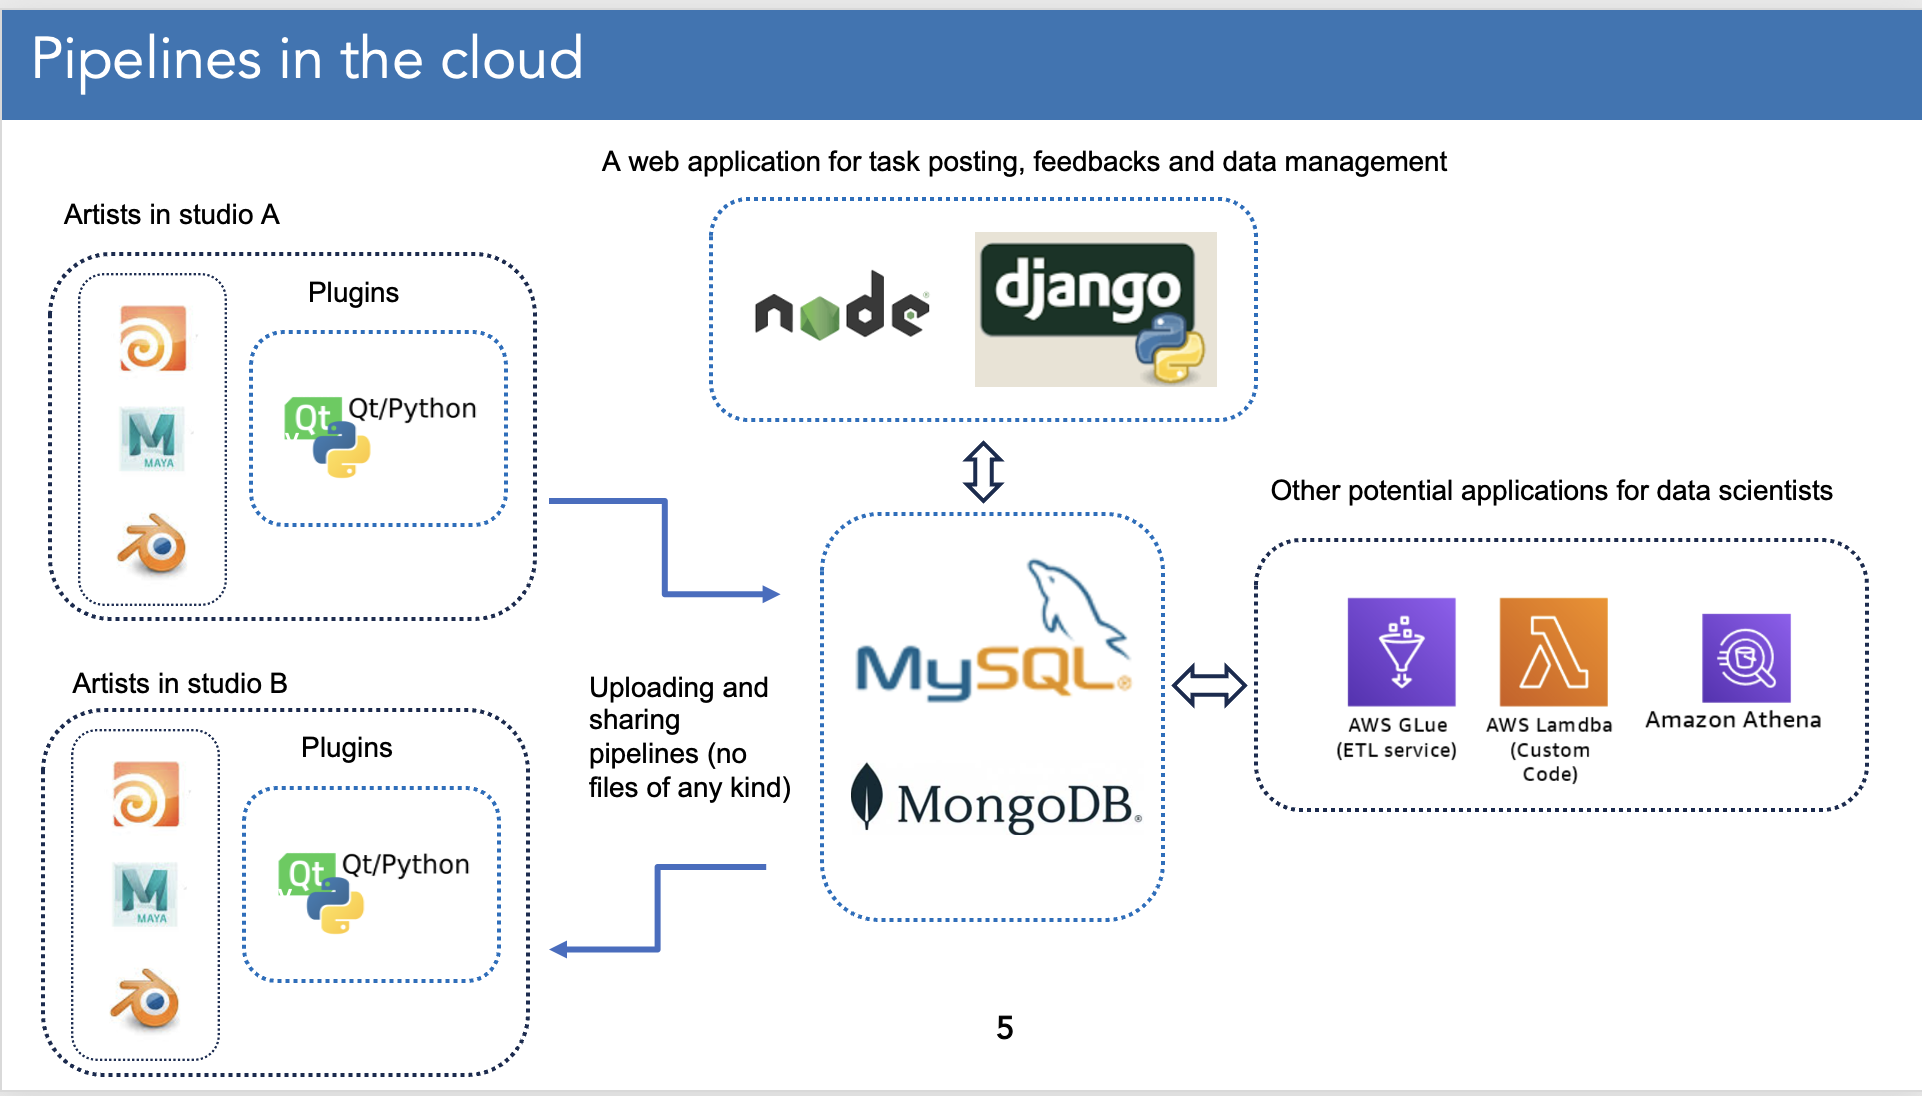 Pipelines in the cloud
A web application for task posting, feedbacks and data management
Artists in studio A
Plugins
MAYA
Qt
Qt/Python
node
django
Other potential applications for data scientists
MySQL
MongoDB
AWS GLue
(ETL service)
AWS Lamdba
(Custom
Code)
Amazon Athena
Uploading and
sharing
pipelines (no
files of any kind)
Artists in studio B
Plugins
MAYA
Qt
Qt/Python
5